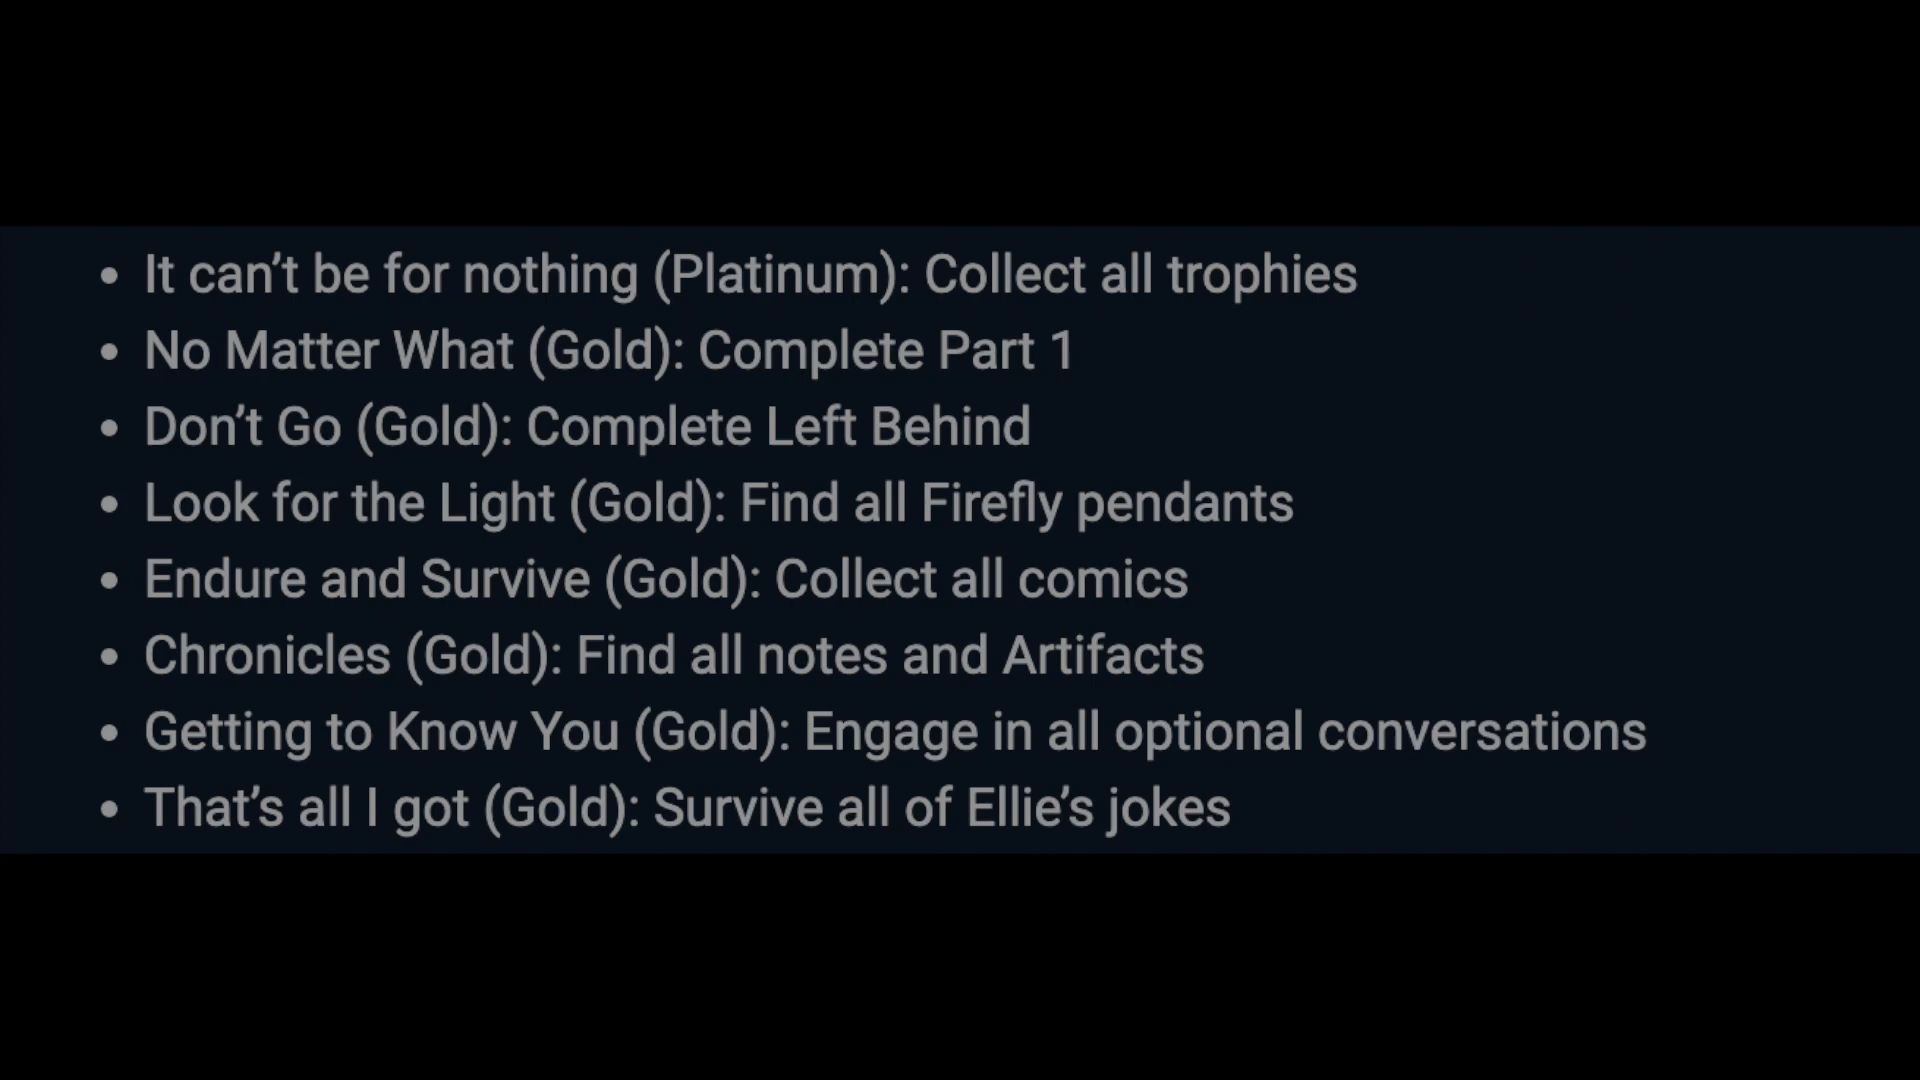 • It can’t be for nothing (Platinum): Collect all trophies
• No Matter What (Gold): Complete Part 1
• Don’t Go (Gold): Complete Left Behind
• Look for the Light (Gold): Find all Firefly pendants
• Endure and Survive (Gold): Collect all comics
• Chronicles (Gold): Find all notes and Artifacts
• Getting to Know You (Gold): Engage in all optional conversations
• That’s all I got (Gold): Survive all of Ellie’s jokes